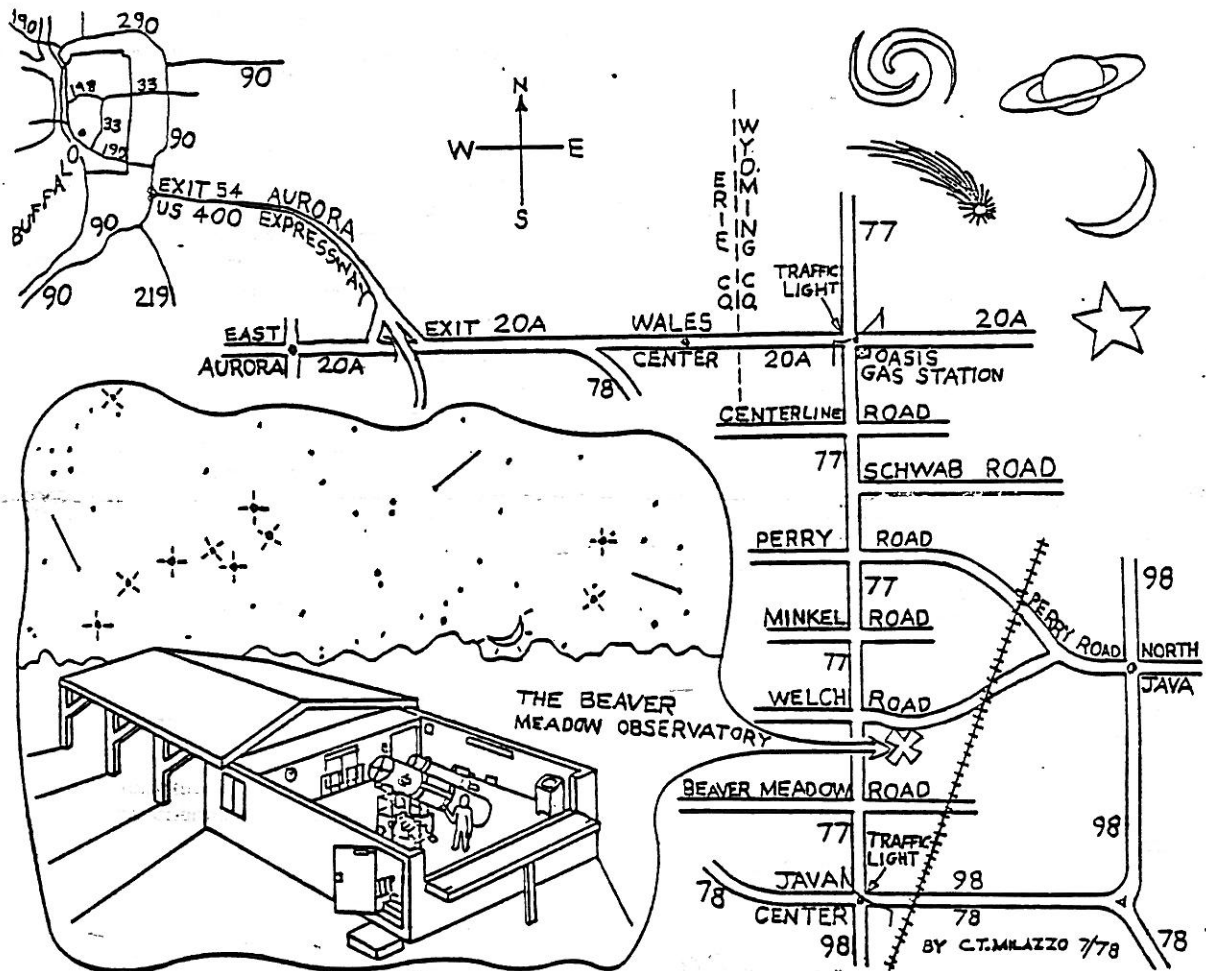 190
290
90
198
33
33
190
90
BUFFALO
90
90
219
EXIT 54 AURORA
US 400 EXPRESSWAY
N
W E
S
ERIE CO.
WYOMING CO.
77
TRAFFIC
LIGHT
EAST
AURORA
20A
EXIT 20A
WALES
CENTER
78
20A
20A
OASIS
GAS STATION
CENTERLINE ROAD
77
SCHWAB ROAD
PERRY ROAD
77
PERRY ROAD
98
MINKEL ROAD
77
NORTH
JAVA
WELCH ROAD
THE BEAVER
MEADOW OBSERVATORY
BEAVER MEADOW ROAD
77
98
TRAFFIC
LIGHT
JAVA
CENTER
78
98
78
98
78
BY C.T. MILAZZO 7/78